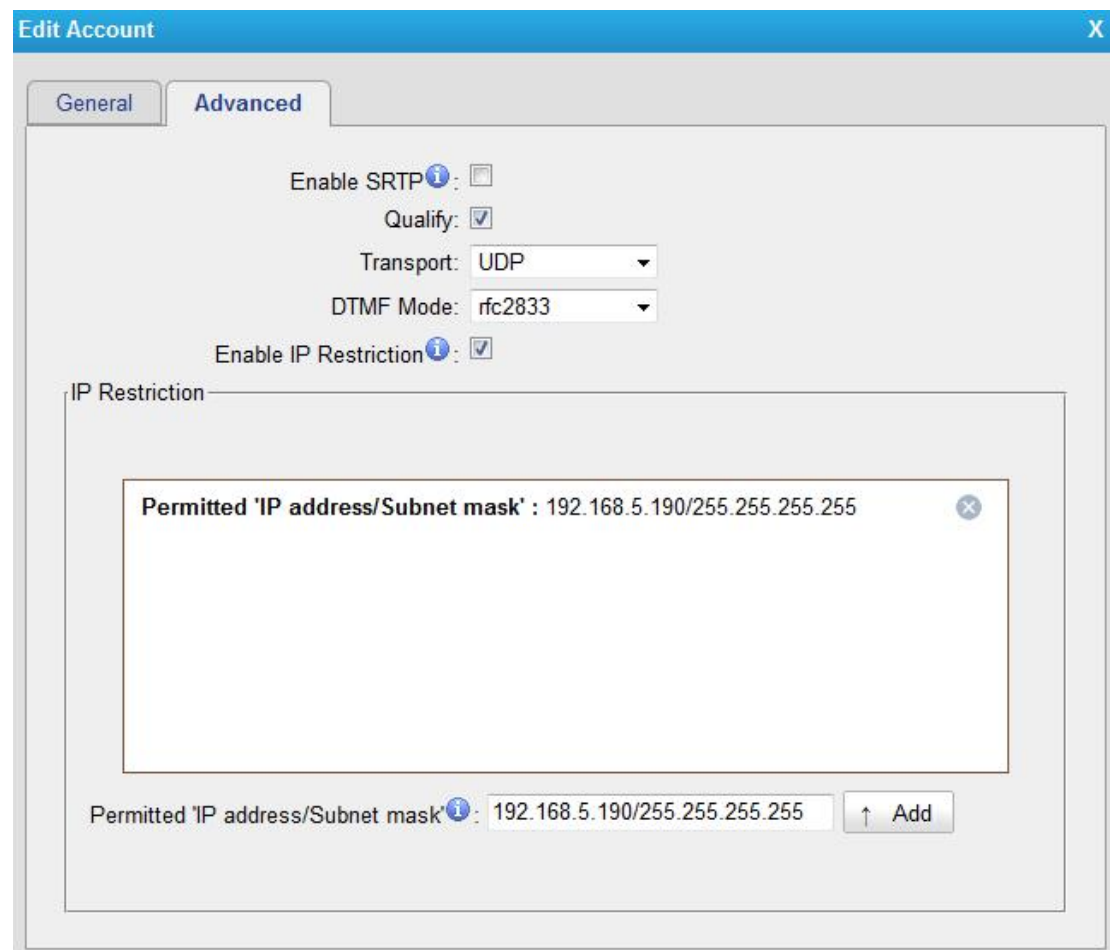 Edit Account X
General Advanced
Enable SRTP :
Qualify:
Transport: UDP
DTMF Mode: rfc2833
Enable IP Restriction :
IP Restriction
Permitted 'IP address/Subnet mask' : 192.168.5.190/255.255.255.255
Permitted 'IP address/Subnet mask' : 192.168.5.190/255.255.255.255 ↑ Add